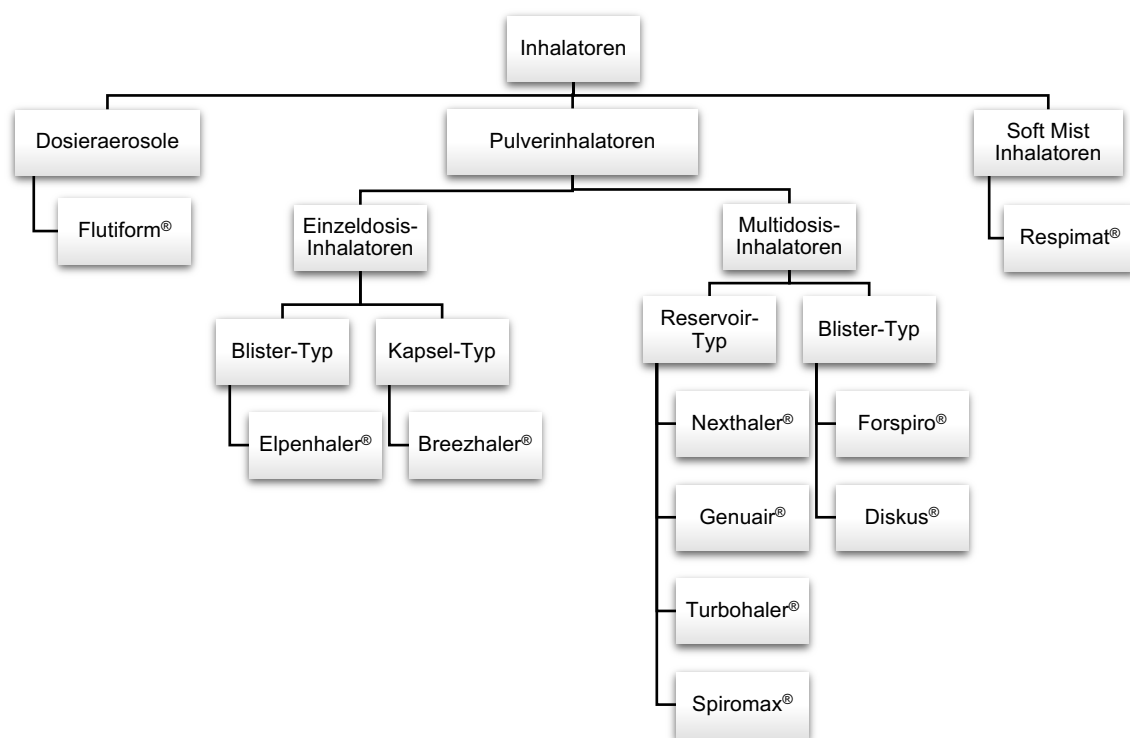 Inhalatoren
Dosieraerosole
Pulverinhalatoren
Soft Mist
Inhalatoren
Flutiform®
Einzeldosis-
Inhalatoren
Multidosis-
Inhalatoren
Respimat®
Blister-Typ
Kapsel-Typ
Reservoir-
Typ
Blister-Typ
Elpenhaler®
Breezhaler®
Nexthaler®
Forspiro®
Genuair®
Diskus®
Turbohaler®
Spiromax®